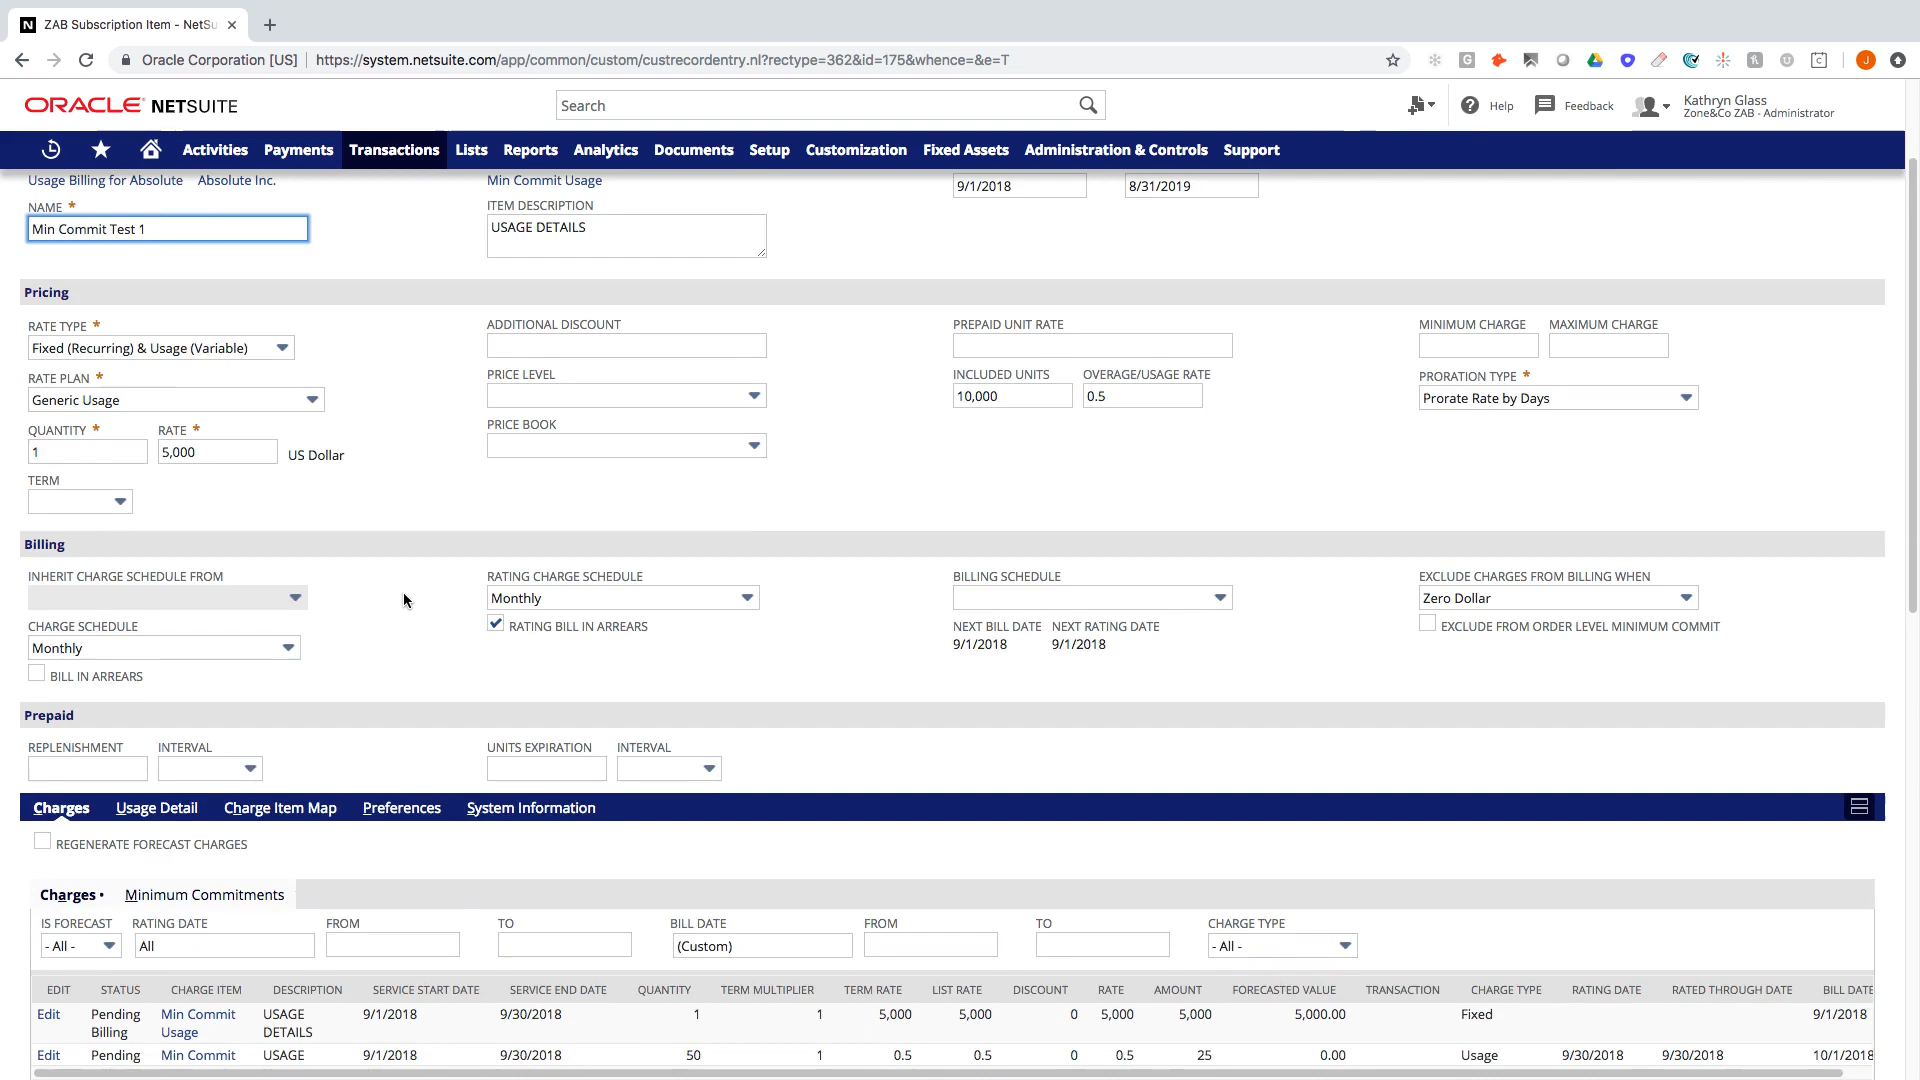 ZAB Subscription Item - NetSu
Oracle Corporation [US] https://system.netsuite.com/app/common/custom/custrecordentry.nl?rectype=362&id=175&whence=&e=T
ORACLE NETSUITE
Search
Help
Feedback
Kathryn Glass
Zone&Co ZAB - Administrator
Activities Payments Transactions Lists Reports Analytics Documents Setup Customization Fixed Assets Administration & Controls Support
Usage Billing for Absolute Absolute Inc. Min Commit Usage 9/1/2018 8/31/2019
NAME * ITEM DESCRIPTION
Min Commit Test 1 USAGE DETAILS
Pricing
RATE TYPE * ADDITIONAL DISCOUNT PREPAID UNIT RATE MINIMUM CHARGE MAXIMUM CHARGE
Fixed (Recurring) & Usage (Variable)
RATE PLAN * PRICE LEVEL INCLUDED UNITS OVERAGE/USAGE RATE PRORATION TYPE *
Generic Usage 10,000 0.5 Prorate Rate by Days
QUANTITY * RATE * PRICE BOOK
1 5,000 US Dollar
TERM
Billing
INHERIT CHARGE SCHEDULE FROM RATING CHARGE SCHEDULE BILLING SCHEDULE EXCLUDE CHARGES FROM BILLING WHEN
Monthly Zero Dollar
CHARGE SCHEDULE RATING BILL IN ARREARS NEXT BILL DATE NEXT RATING DATE EXCLUDE FROM ORDER LEVEL MINIMUM COMMIT
Monthly 9/1/2018 9/1/2018
BILL IN ARREARS
Prepaid
REPLENISHMENT INTERVAL UNITS EXPIRATION INTERVAL
Charges Usage Detail Charge Item Map Preferences System Information
REGENERATE FORECAST CHARGES
Charges • Minimum Commitments
IS FORECAST RATING DATE FROM TO BILL DATE FROM TO CHARGE TYPE
- All - All (Custom) - All -
EDIT STATUS CHARGE ITEM DESCRIPTION SERVICE START DATE SERVICE END DATE QUANTITY TERM MULTIPLIER TERM RATE LIST RATE DISCOUNT RATE AMOUNT FORECASTED VALUE TRANSACTION CHARGE TYPE RATING DATE RATED THROUGH DATE BILL DATE
Edit Pending Min Commit USAGE 9/1/2018 9/30/2018 1 1 5,000 5,000 0 5,000 5,000 5,000.00 Fixed 9/1/2018
Billing Usage DETAILS
Edit Pending Min Commit USAGE 9/1/2018 9/30/2018 50 1 0.5 0.5 0 0.5 25 0.00 Usage 9/30/2018 9/30/2018 10/1/2018